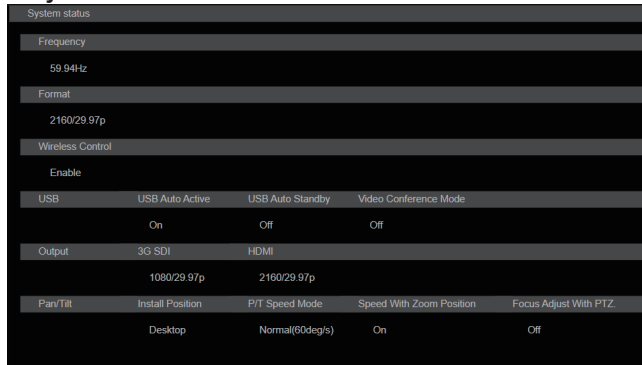 System status
Frequency
59.94Hz
Format
2160/29.97p
Wireless Control
Enable
USB USB Auto Active USB Auto Standby Video Conference Mode
On Off Off
Output 3G SDI HDMI
1080/29.97p 2160/29.97p
Pan/Tilt Install Position P/T Speed Mode Speed With Zoom Position Focus Adjust With PTZ.
Desktop Normal(60deg/s) On Off